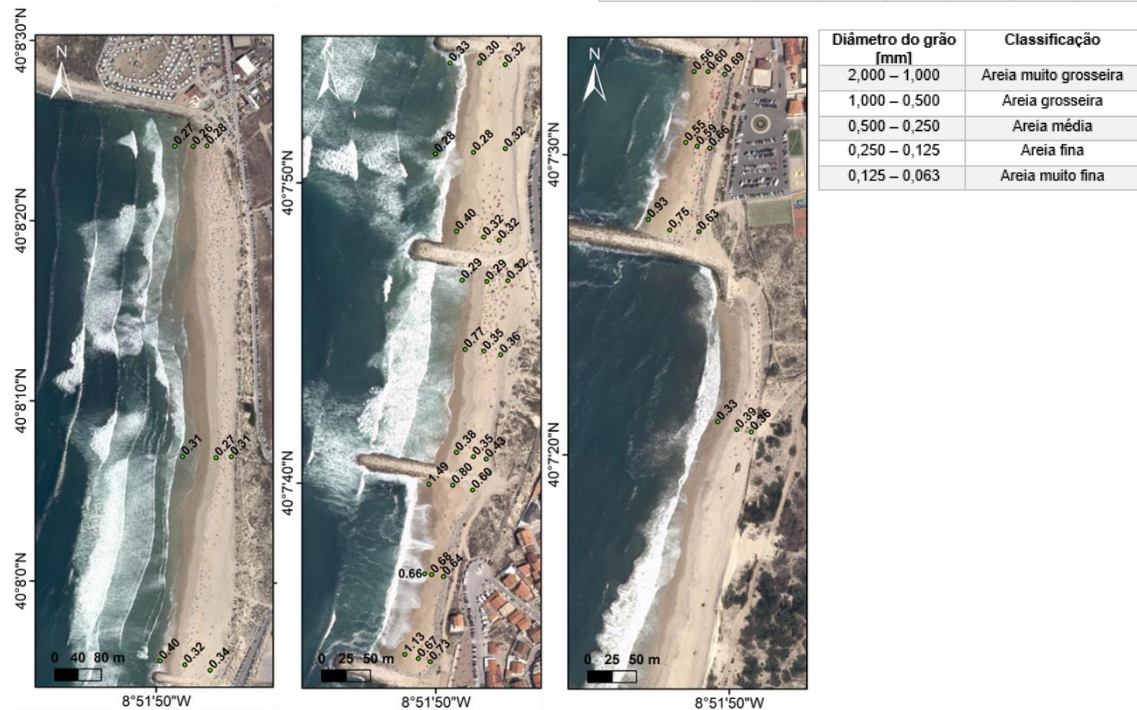 40°8'30"N
40°8'20"N
40°8'10"N
40°8'0"N
N
0.27
0.26
0.28
0.31
0.27
0.31
0.40
0.32
0.34
0 40 80 m
8°51'50"W
40°7'50"N
40°7'40"N
N
0.33
0.30
0.32
0.28
0.28
0.32
0.40
0.32
0.32
0.29
0.29
0.32
0.77
0.35
0.36
0.38
0.35
0.43
1.49
0.80
0.60
0.66
0.68
0.64
1.13
0.67
0.73
0 25 50 m
8°51'50"W
40°7'30"N
40°7'20"N
N
0.56
0.60
0.69
0.55
0.59
0.66
0.93
0.75
0.63
0.33
0.39
0.36
0 25 50 m
8°51'50"W
Diâmetro do grão Classificação
[mm]
2,000 – 1,000 Areia muito grosseira
1,000 – 0,500 Areia grosseira
0,500 – 0,250 Areia média
0,250 – 0,125 Areia fina
0,125 – 0,063 Areia muito fina